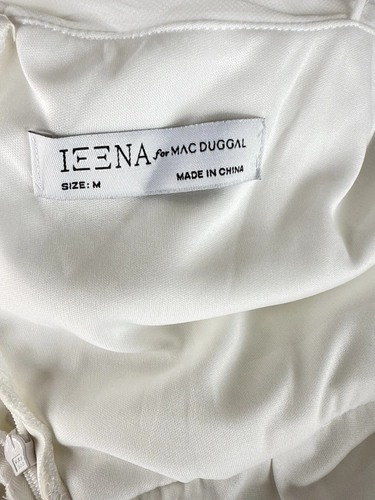 IEENA for MAC DUGGAL
SIZE: M MADE IN CHINA